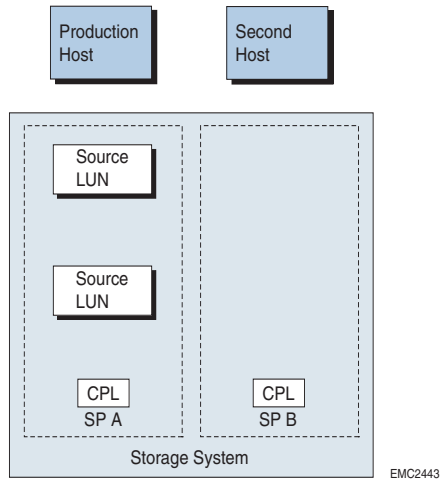 Production
Host
Second
Host
Source
LUN
Source
LUN
CPL
SP A
CPL
SP B
Storage System
EMC2443